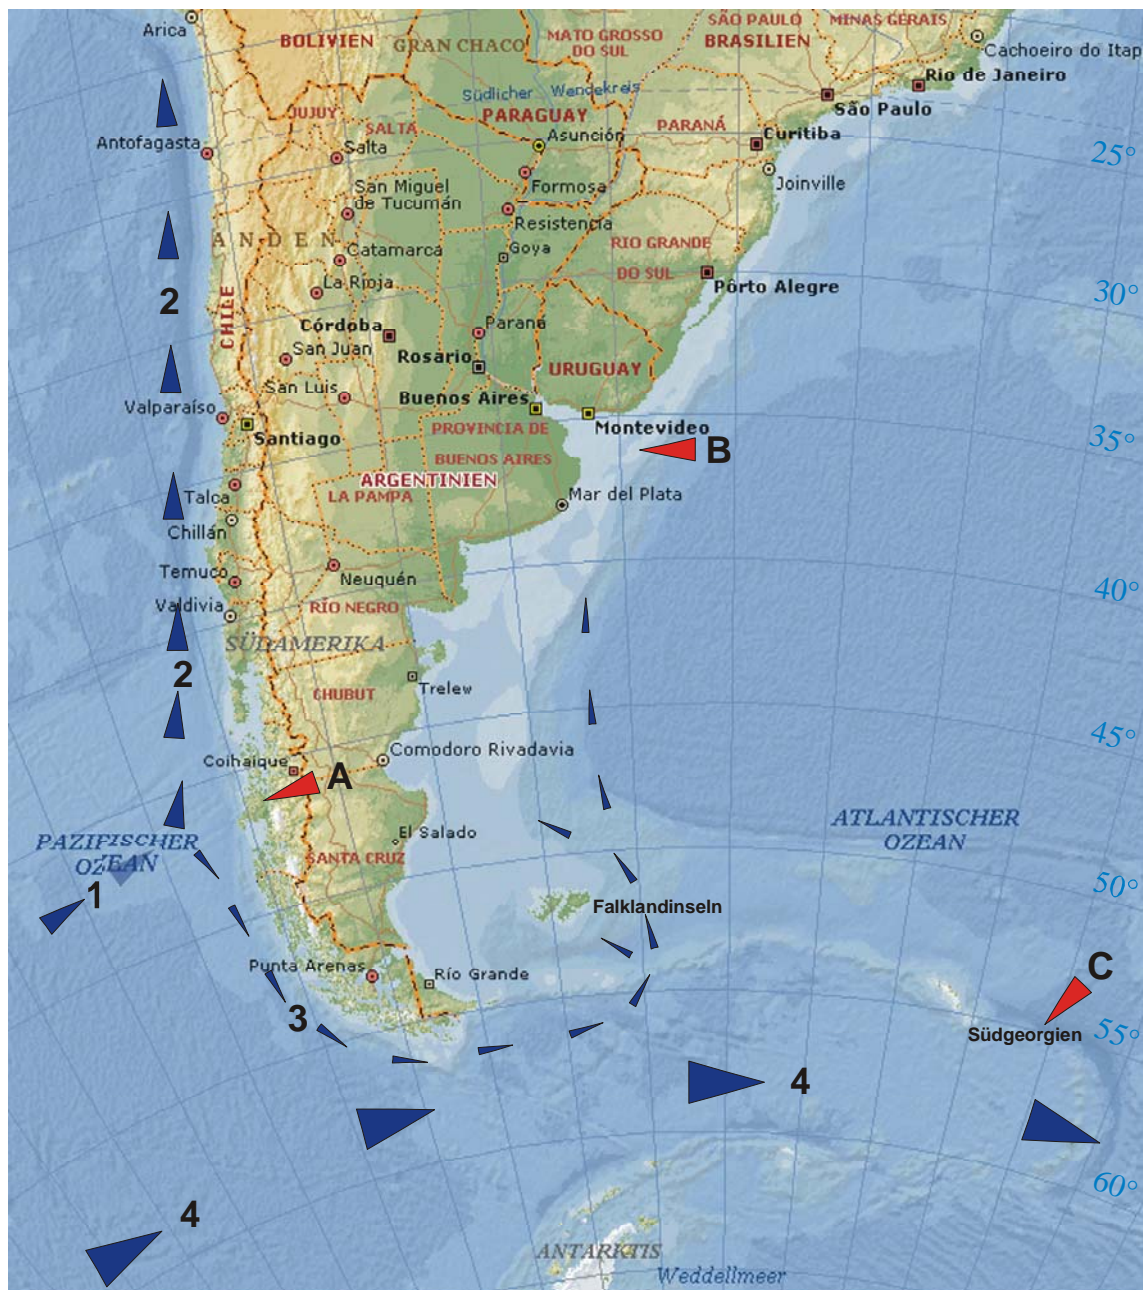 Arica
BOLIVIEN
GRAN CHACO
MATO GROSSO
DO SUL
SÃO PAULO
BRASILIEN
MINAS GERAIS
Cachoeiro do Itap
Rio de Janeiro
São Paulo
Südlicher Wendekreis
JUJUY
SALTA
PARAGUAY
PARANÁ
Curitiba
Antofagasta
Salta
Asunción
25°
San Miguel
de Tucumán
Formosa
Joinville
Resistencia
ANDEN
Catamarca
Goya
RIO GRANDE
DO SUL
2
La Rioja
Pôrto Alegre
30°
CHILE
Córdoba
Paraná
San Juan
Rosario
URUGUAY
San Luis
Buenos Aires
Valparaíso
Santiago
PROVINCIA DE
BUENOS AIRES
Montevideo
B
35°
ARGENTINIEN
Talca
LA PAMPA
Mar del Plata
Chillán
Temuco
Neuquén
40°
Valdivia
RÍO NEGRO
SÜDAMERIKA
2
CHUBUT
Trelew
45°
Coihaique
A
Comodoro Rivadavia
PAZIFISCHER
OZEAN
El Salado
ATLANTISCHER
OZEAN
SANTA CRUZ
50°
1
Falklandinseln
Punta Arenas
Río Grande
C
3
Südgeorgien
55°
4
60°
4
ANTARKTIS
Weddellmeer